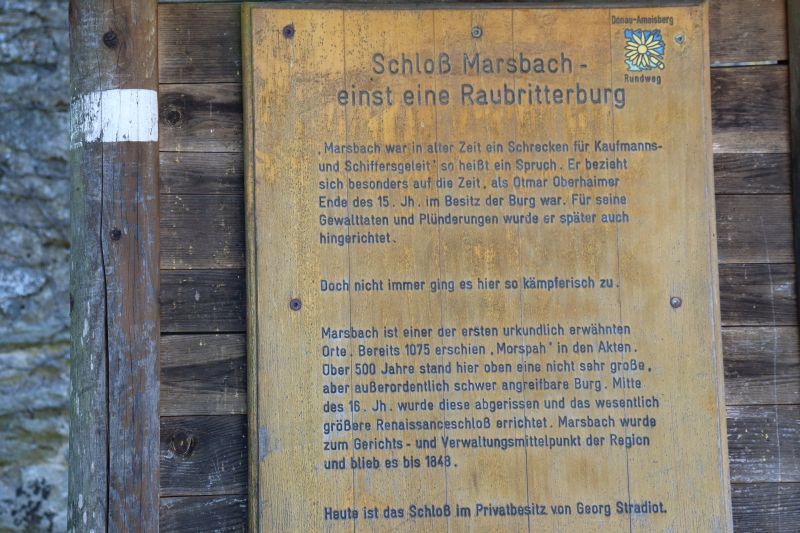 Donau-Ameisberg
Rundweg
Schloß Marsbach -
einst eine Raubritterburg
‚Marsbach war in alter Zeit ein Schrecken für Kaufmanns-
und Schiffersgeleit‘ so heißt ein Spruch. Er bezieht
sich besonders auf die Zeit, als Otmar Oberhaimer
Ende des 15. Jh. im Besitz der Burg war. Für seine
Gewalttaten und Plünderungen wurde er später auch
hingerichtet.
Doch nicht immer ging es hier so kämpferisch zu.
Marsbach ist einer der ersten urkundlich erwähnten
Orte. Bereits 1075 erschien ‚Morspah‘ in den Akten.
Über 500 Jahre stand hier oben eine nicht sehr große,
aber außerordentlich schwer angreifbare Burg. Mitte
des 16. Jh. wurde diese abgerissen und das wesentlich
größere Renaissanceschloß errichtet. Marsbach wurde
zum Gerichts- und Verwaltungsmittelpunkt der Region
und blieb es bis 1848.
Heute ist das Schloß im Privatbesitz von Georg Stradiot.